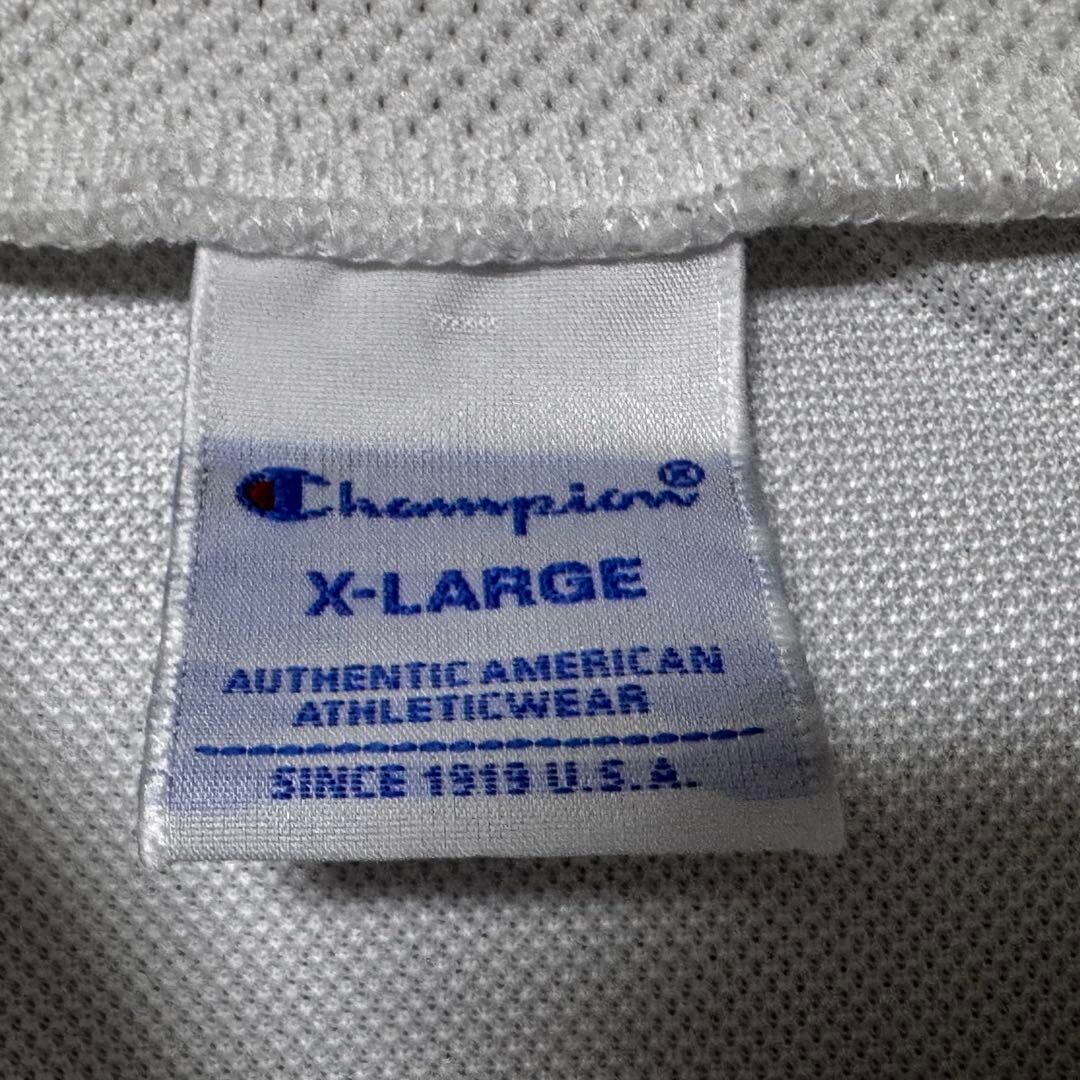 Champion®
X-LARGE
AUTHENTIC AMERICAN
ATHLETICWEAR
SINCE 1919 U.S.A.